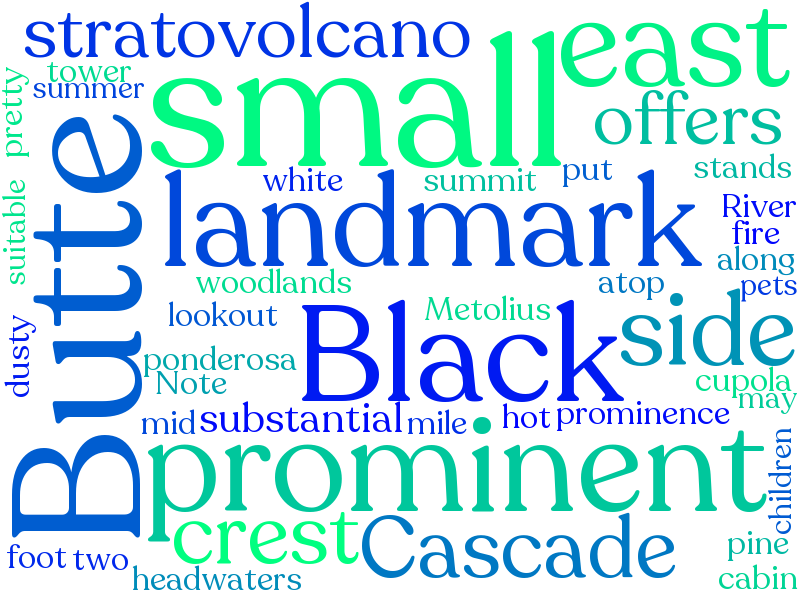 stratovolcano
east
small
tower
summer
pretty
offers
Butte
white
summit
put
stands
landmark
suitable
River
fire
along
pets
woodlands
atop
lookout
Metolius
Black
side
dusty
ponderosa
Note
cupola
may
mid
substantial
mile
hot
prominence
prominent
children
crest
Cascade
foot
two
headwaters
pine
cabin